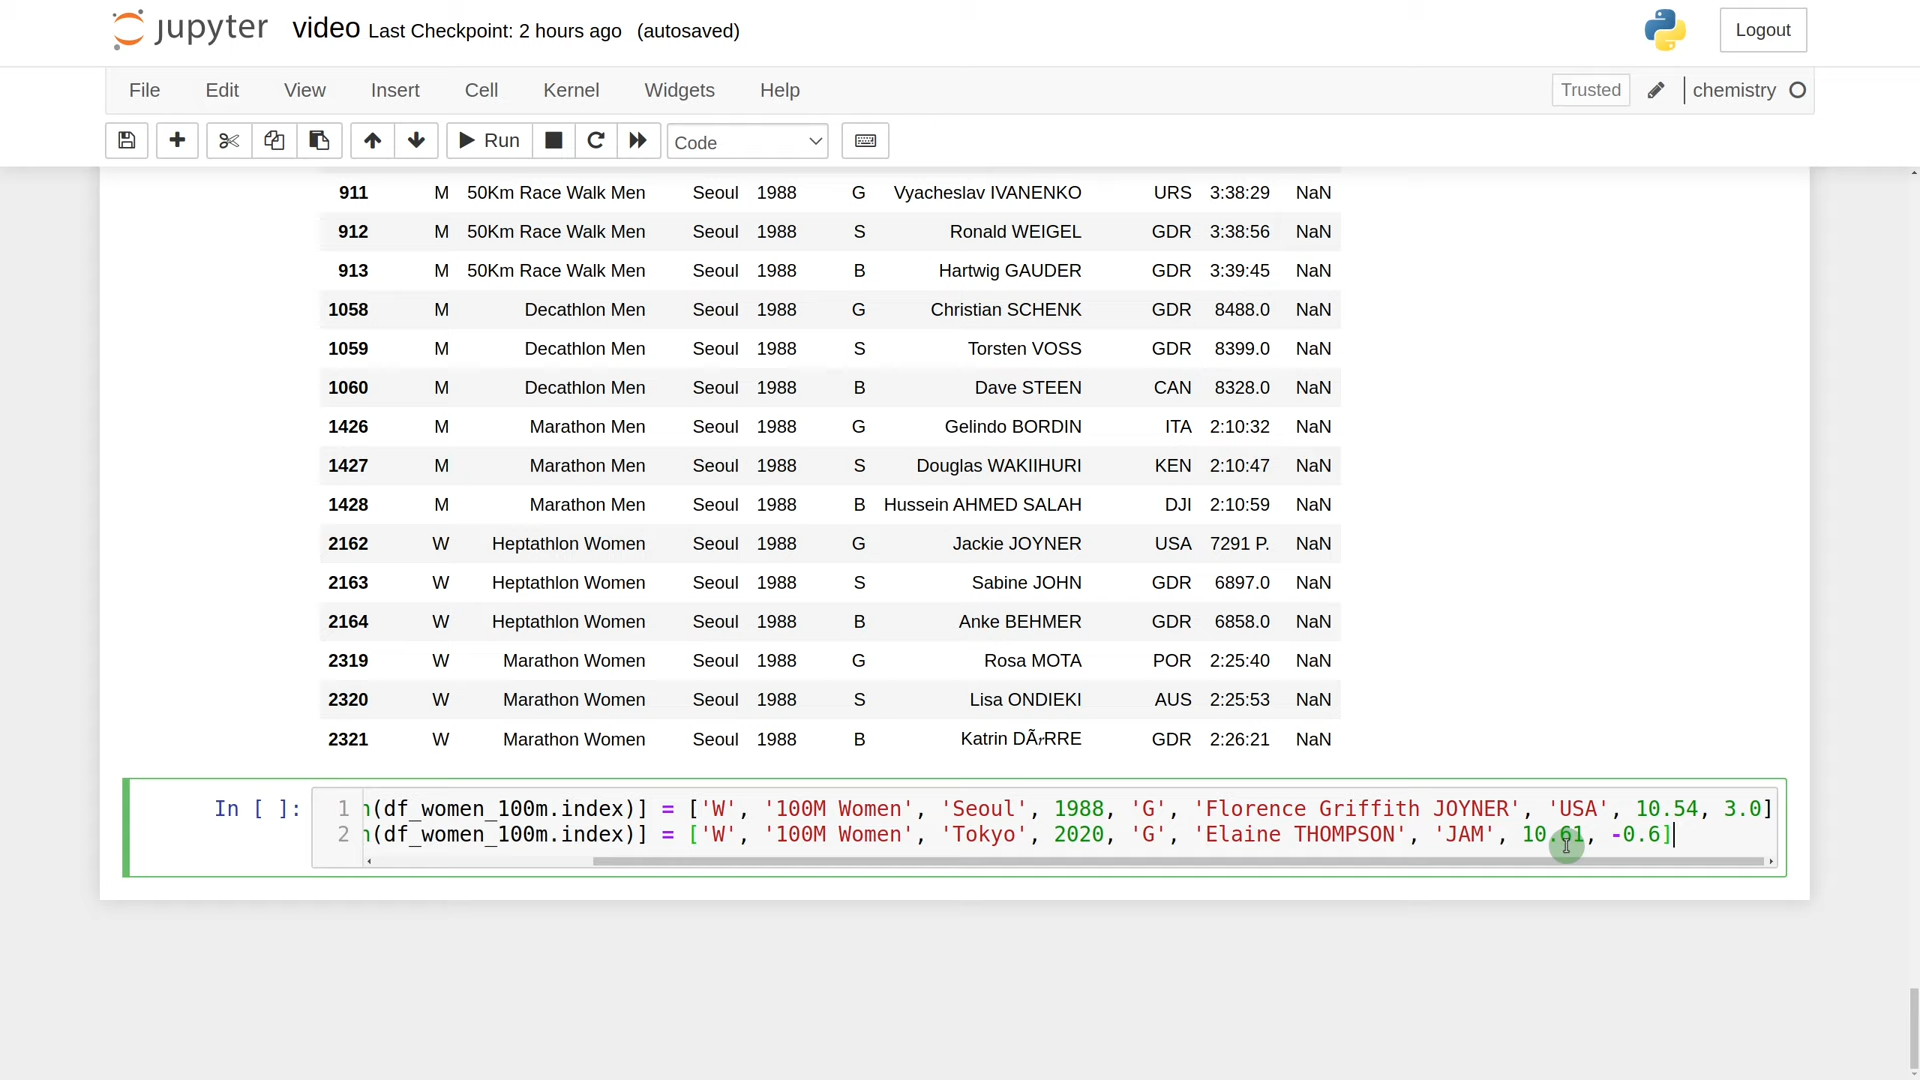 jupyter video Last Checkpoint: 2 hours ago (autosaved) Logout
File Edit View Insert Cell Kernel Widgets Help Trusted chemistry
Run Code
911 M 50Km Race Walk Men Seoul 1988 G Vyacheslav IVANENKO URS 3:38:29 NaN
912 M 50Km Race Walk Men Seoul 1988 S Ronald WEIGEL GDR 3:38:56 NaN
913 M 50Km Race Walk Men Seoul 1988 B Hartwig GAUDER GDR 3:39:45 NaN
1058 M Decathlon Men Seoul 1988 G Christian SCHENK GDR 8488.0 NaN
1059 M Decathlon Men Seoul 1988 S Torsten VOSS GDR 8399.0 NaN
1060 M Decathlon Men Seoul 1988 B Dave STEEN CAN 8328.0 NaN
1426 M Marathon Men Seoul 1988 G Gelindo BORDIN ITA 2:10:32 NaN
1427 M Marathon Men Seoul 1988 S Douglas WAKIIHURI KEN 2:10:47 NaN
1428 M Marathon Men Seoul 1988 B Hussein AHMED SALAH DJI 2:10:59 NaN
2162 W Heptathlon Women Seoul 1988 G Jackie JOYNER USA 7291 P. NaN
2163 W Heptathlon Women Seoul 1988 S Sabine JOHN GDR 6897.0 NaN
2164 W Heptathlon Women Seoul 1988 B Anke BEHMER GDR 6858.0 NaN
2319 W Marathon Women Seoul 1988 G Rosa MOTA POR 2:25:40 NaN
2320 W Marathon Women Seoul 1988 S Lisa ONDIEKI AUS 2:25:53 NaN
2321 W Marathon Women Seoul 1988 B Katrin DÃrRRE GDR 2:26:21 NaN
In [ ]: 1 n(df_women_100m.index)] = ['W', '100M Women', 'Seoul', 1988, 'G', 'Florence Griffith JOYNER', 'USA', 10.54, 3.0]
2 n(df_women_100m.index)] = ['W', '100M Women', 'Tokyo', 2020, 'G', 'Elaine THOMPSON', 'JAM', 10.61, -0.6]